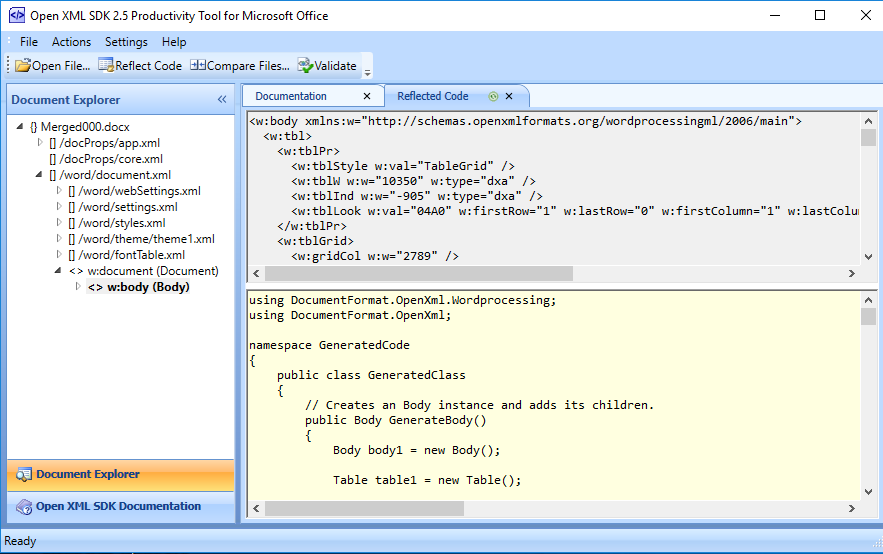 Open XML SDK 2.5 Productivity Tool for Microsoft Office
File Actions Settings Help
Open File... Reflect Code Compare Files... Validate
Document Explorer
{} Merged000.docx
[] /docProps/app.xml
[] /docProps/core.xml
[] /word/document.xml
[] /word/webSettings.xml
[] /word/settings.xml
[] /word/styles.xml
[] /word/theme/theme1.xml
[] /word/fontTable.xml
<> w:document (Document)
<> w:body (Body)
Document Explorer
Open XML SDK Documentation
Documentation
Reflected Code
<w:body xmlns:w="http://schemas.openxmlformats.org/wordprocessingml/2006/main">
<w:tbl>
<w:tblPr>
<w:tblStyle w:val="TableGrid" />
<w:tblW w:w="10350" w:type="dxa" />
<w:tblInd w:w="-905" w:type="dxa" />
<w:tblLook w:val="04A0" w:firstRow="1" w:lastRow="0" w:firstColumn="1" w:lastColu
</w:tblPr>
<w:tblGrid>
<w:gridCol w:w="2789" />
using DocumentFormat.OpenXml.Wordprocessing;
using DocumentFormat.OpenXml;
namespace GeneratedCode
{
public class GeneratedClass
{
// Creates an Body instance and adds its children.
public Body GenerateBody()
{
Body body1 = new Body();
Table table1 = new Table();
Ready